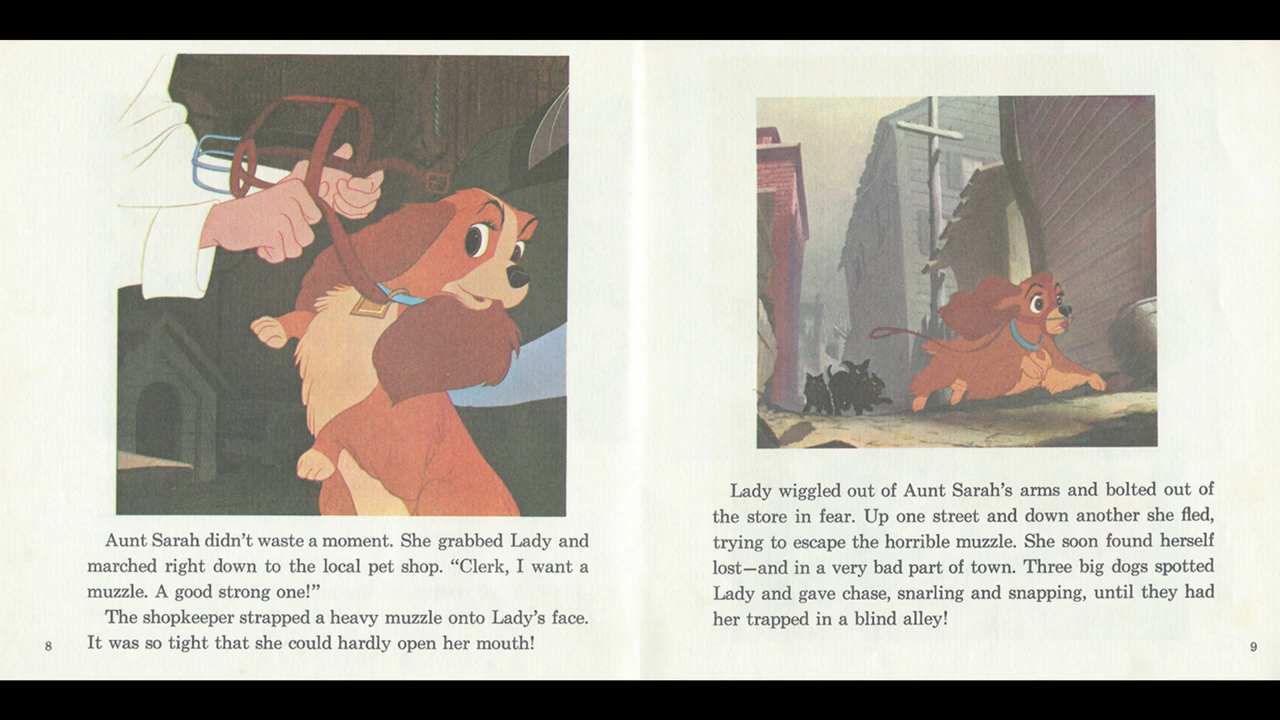 Aunt Sarah didn't waste a moment. She grabbed Lady and
marched right down to the local pet shop. “Clerk, I want a
muzzle. A good strong one!”
The shopkeeper strapped a heavy muzzle onto Lady's face.
It was so tight that she could hardly open her mouth!
8
Lady wiggled out of Aunt Sarah's arms and bolted out of
the store in fear. Up one street and down another she fled,
trying to escape the horrible muzzle. She soon found herself
lost—and in a very bad part of town. Three big dogs spotted
Lady and gave chase, snarling and snapping, until they had
her trapped in a blind alley!
9